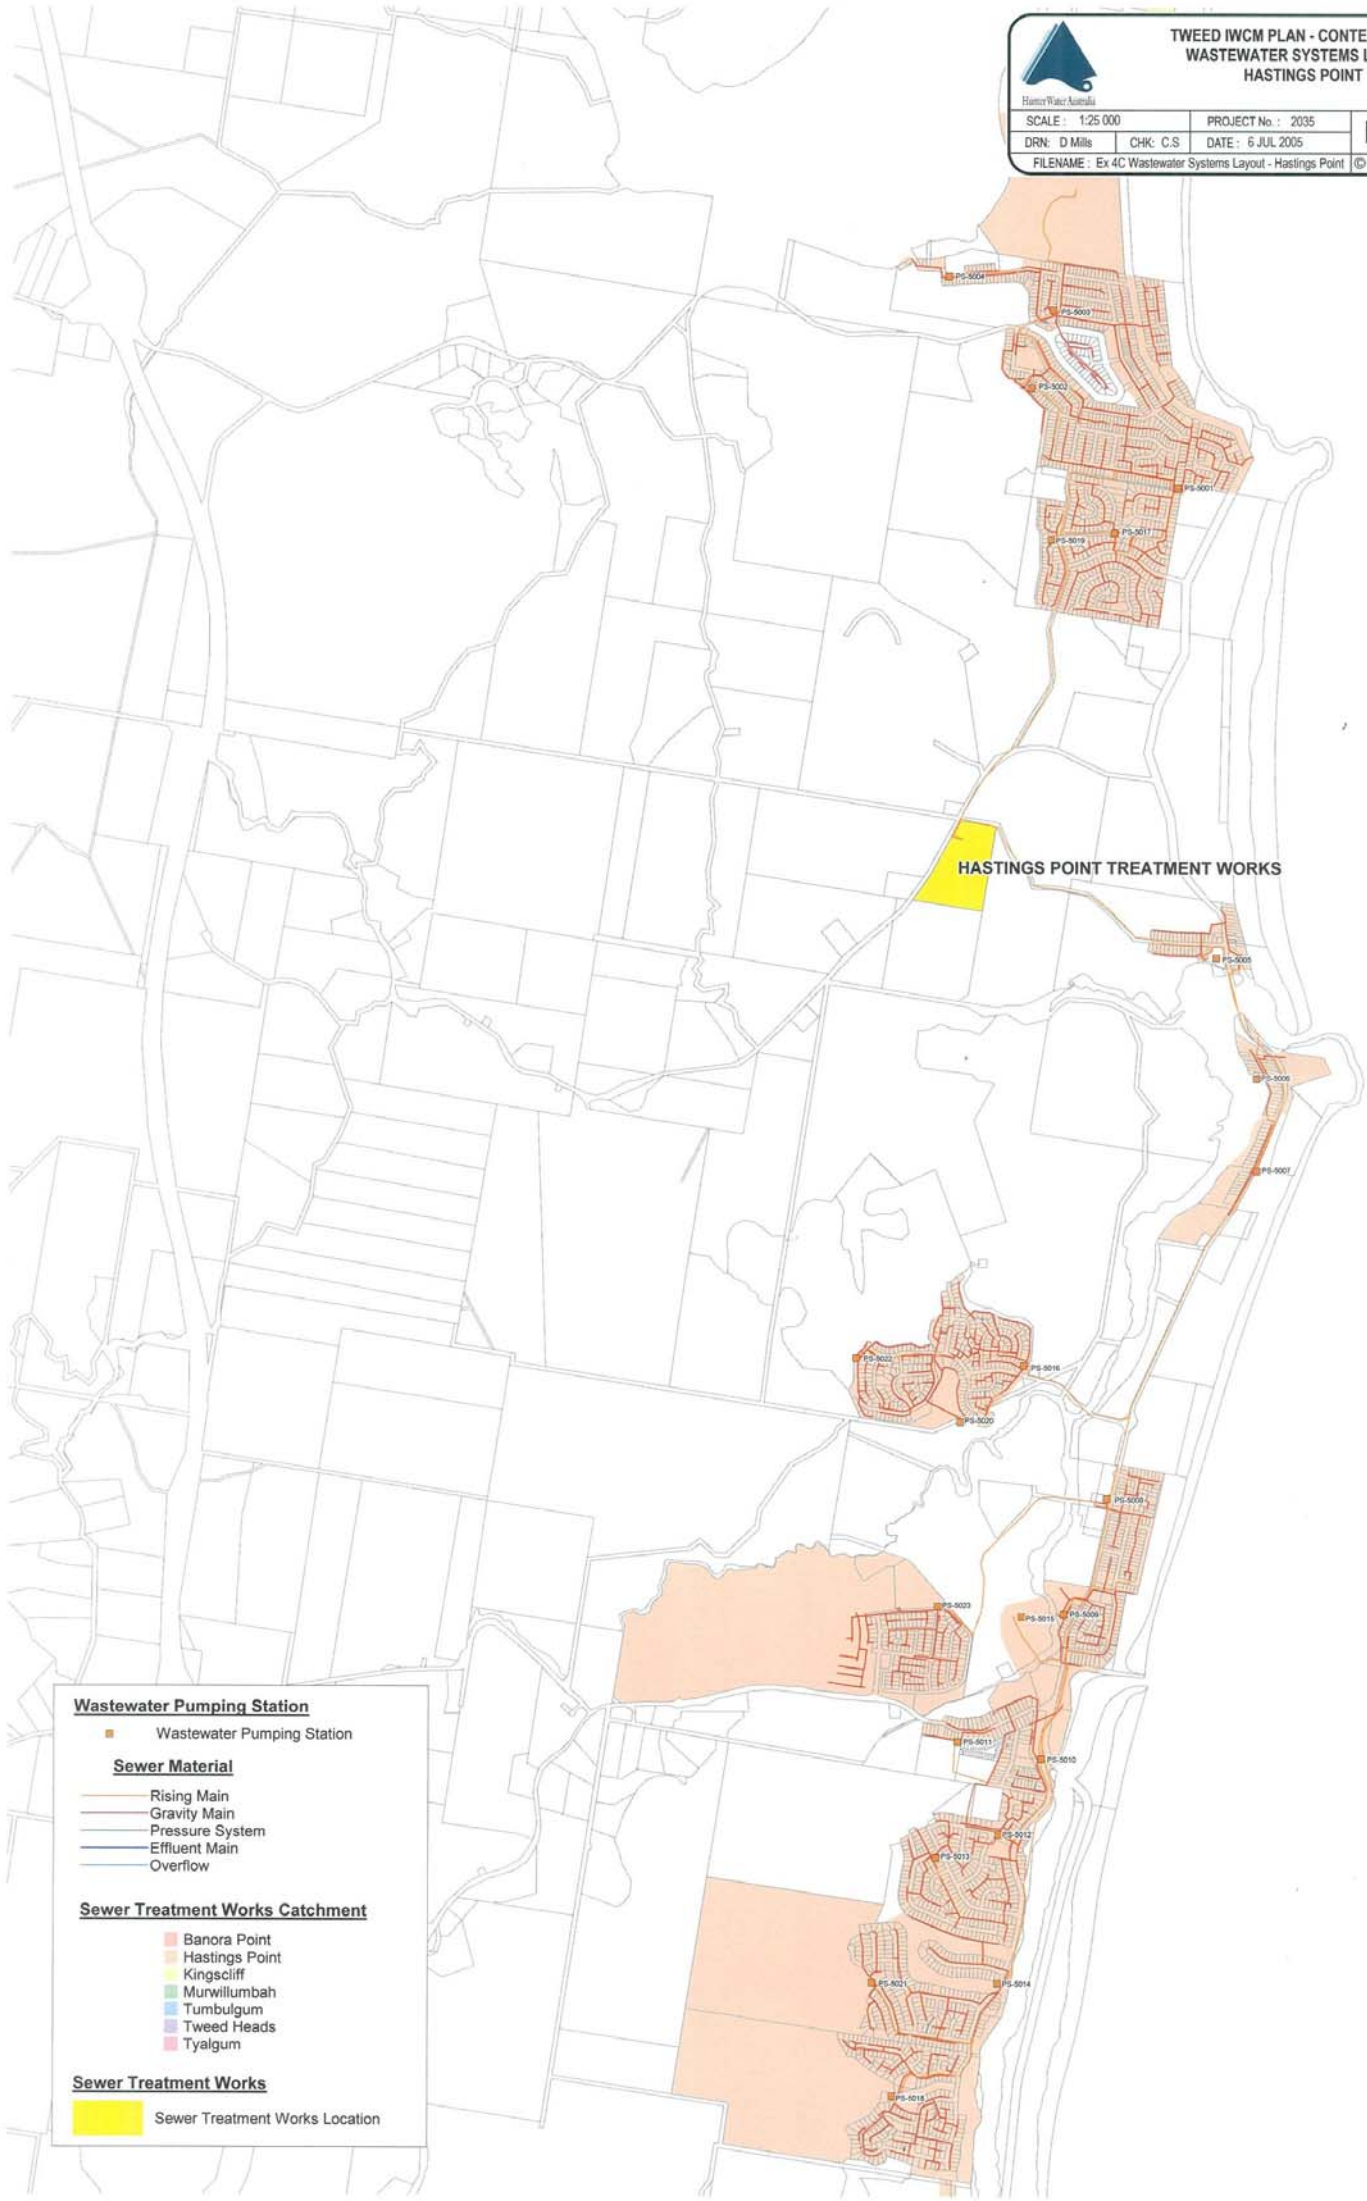 TWEED IWCM PLAN - CONTE
WASTEWATER SYSTEMS L
HASTINGS POINT
HunterWaterAustralia
SCALE : 1:25 000
PROJECT No. : 2035
DRN: D Mills
CHK: C.S
DATE : 6 JUL 2005
FILENAME : Ex 4C Wastewater Systems Layout - Hastings Point
©
PS-5004
PS-5003
PS-5002
PS-5001
PS-5017
PS-5019
HASTINGS POINT TREATMENT WORKS
PS-5005
PS-5006
PS-5007
PS-5022
PS-5016
PS-5020
PS-5008
PS-5023
PS-5015
PS-5009
PS-5011
PS-5010
PS-5012
PS-5013
PS-5021
PS-5014
PS-5018
Wastewater Pumping Station
Wastewater Pumping Station
Sewer Material
Rising Main
Gravity Main
Pressure System
Effluent Main
Overflow
Sewer Treatment Works Catchment
Banora Point
Hastings Point
Kingscliff
Murwillumbah
Tumbulgum
Tweed Heads
Tyalgum
Sewer Treatment Works
Sewer Treatment Works Location